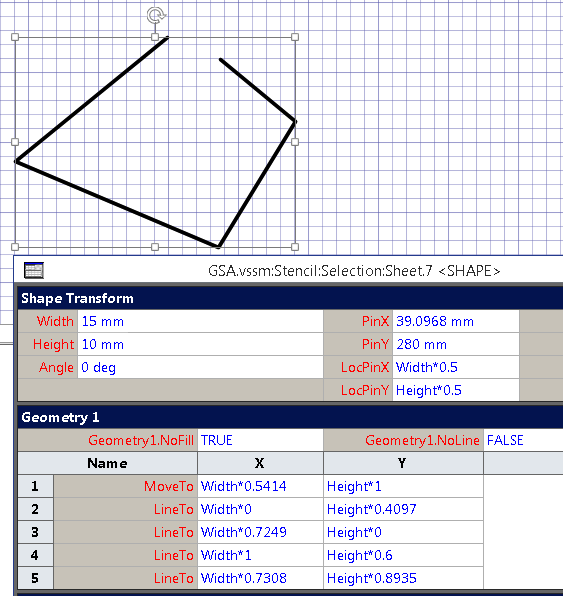 GSA.vssm:Stencil:Selection:Sheet.7 <SHAPE>
Shape Transform
Width 15 mm PinX 39.0968 mm
Height 10 mm PinY 280 mm
Angle 0 deg LocPinX Width*0.5
LocPinY Height*0.5
Geometry 1
Geometry1.NoFill TRUE Geometry1.NoLine FALSE
Name X Y
1 MoveTo Width*0.5414 Height*1
2 LineTo Width*0 Height*0.4097
3 LineTo Width*0.7249 Height*0
4 LineTo Width*1 Height*0.6
5 LineTo Width*0.7308 Height*0.8935